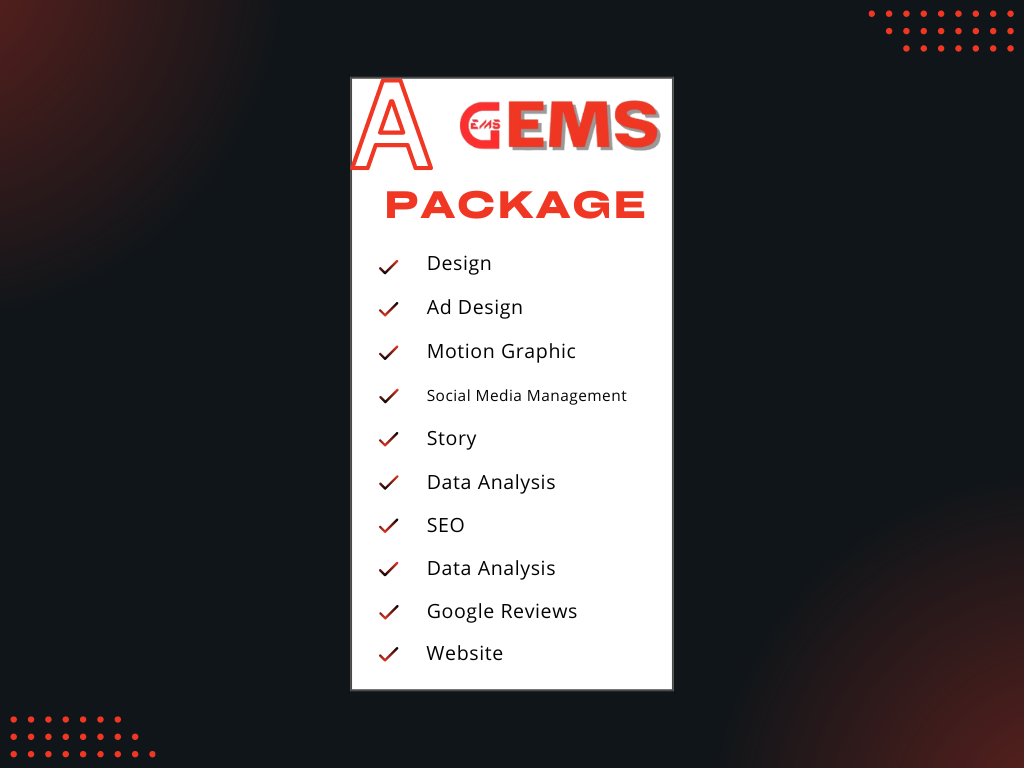 A GEMS EMS
PACKAGE
Design
Ad Design
Motion Graphic
Social Media Management
Story
Data Analysis
SEO
Data Analysis
Google Reviews
Website